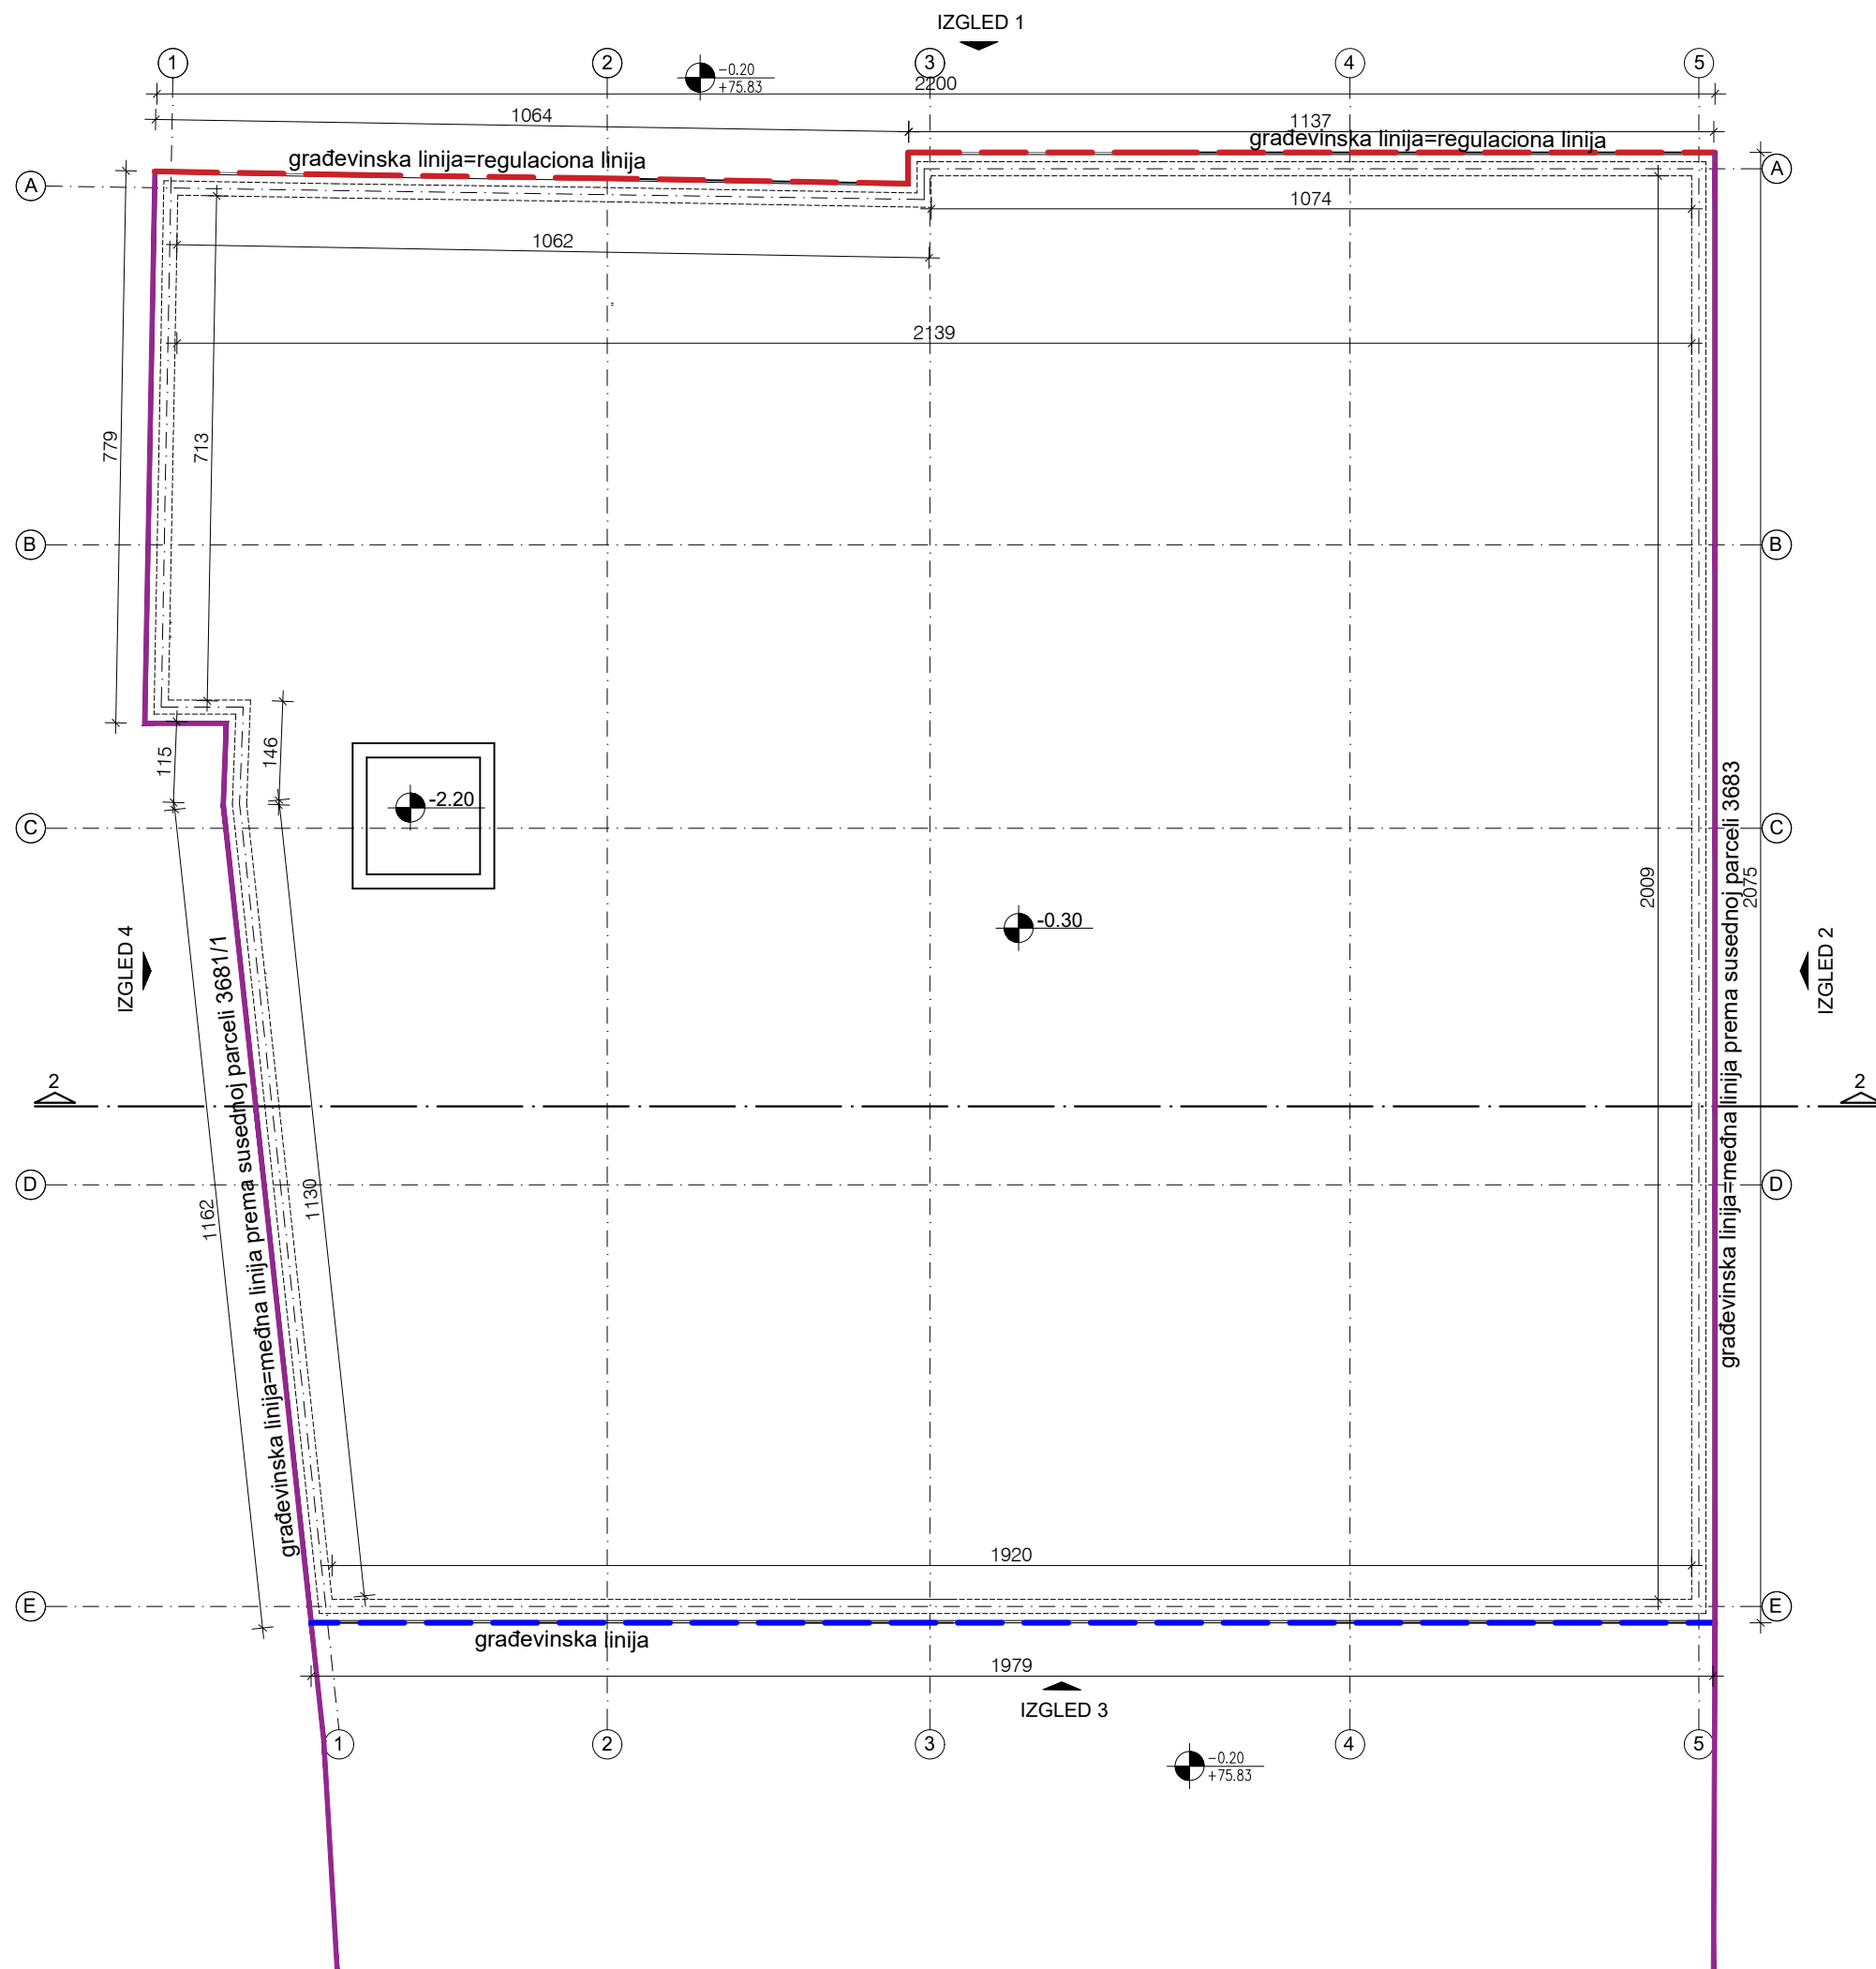 IZGLED 1
1
2
3
4
5
-0.20
+75.83
2200
1064
1137
građevinska linija=regulaciona linija
građevinska linija=regulaciona linija
A
A
1074
1062
2139
779
713
B
B
115
146
-2.20
C
C
građevinska linija=međna linija prema susednoj parceli 3683
2009
2075
-0.30
IZGLED 4
IZGLED 2
građevinska linija=međna linija prema susednoj parceli 3681/1
2
2
D
D
1162
1130
1920
E
E
građevinska linija
1979
IZGLED 3
1
2
3
4
5
-0.20
+75.83